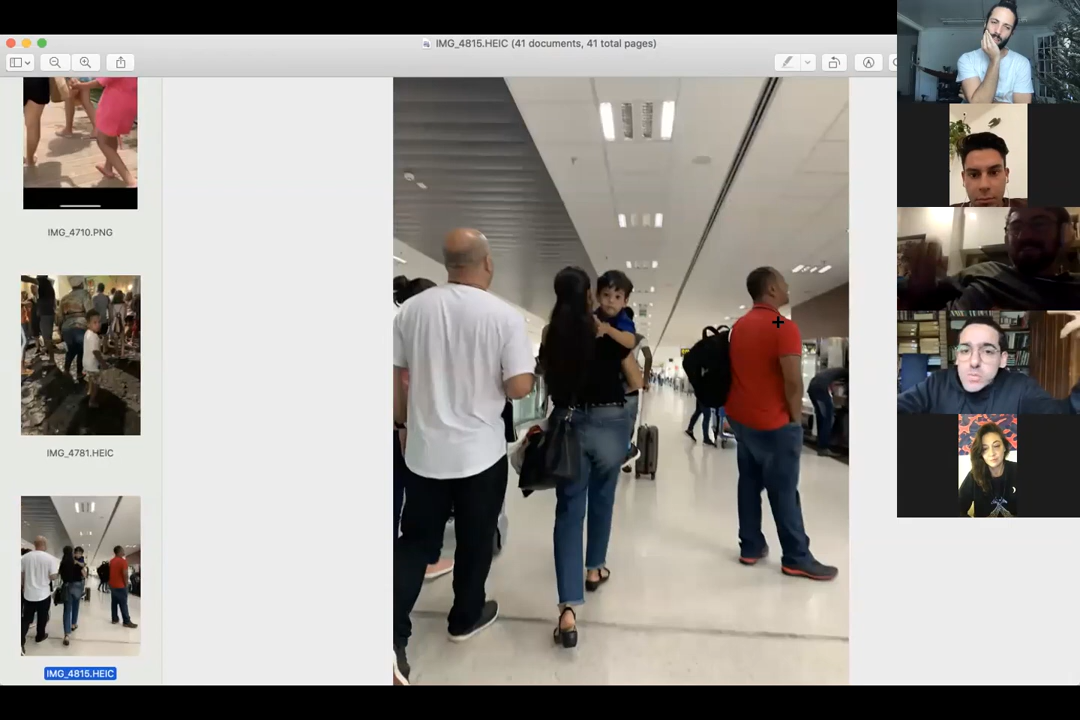 IMG_4815.HEIC (41 documents, 41 total pages)
IMG_4710.PNG
IMG_4781.HEIC
IMG_4815.HEIC